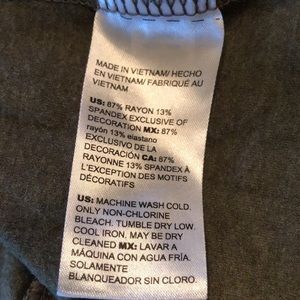 MADE IN VIETNAM/ HECHO
EN VIETNAM/ FABRIQUÉ AU
VIETNAM
US: 87% RAYON 13%
SPANDEX EXCLUSIVE OF
DECORATION MX: 87%
rayón 13% elastano
EXCLUSIVO DE LA
DECORACIÓN CA: 87%
RAYONNE 13% SPANDEX À
L'EXCEPTION DES MOTIFS
DÉCORATIFS
US: MACHINE WASH COLD.
ONLY NON-CHLORINE
BLEACH. TUMBLE DRY LOW.
COOL IRON. MAY BE DRY
CLEANED MX: LAVAR A
MÁQUINA CON AGUA FRÍA.
SOLAMENTE
BLANQUEADOR SIN CLORO.